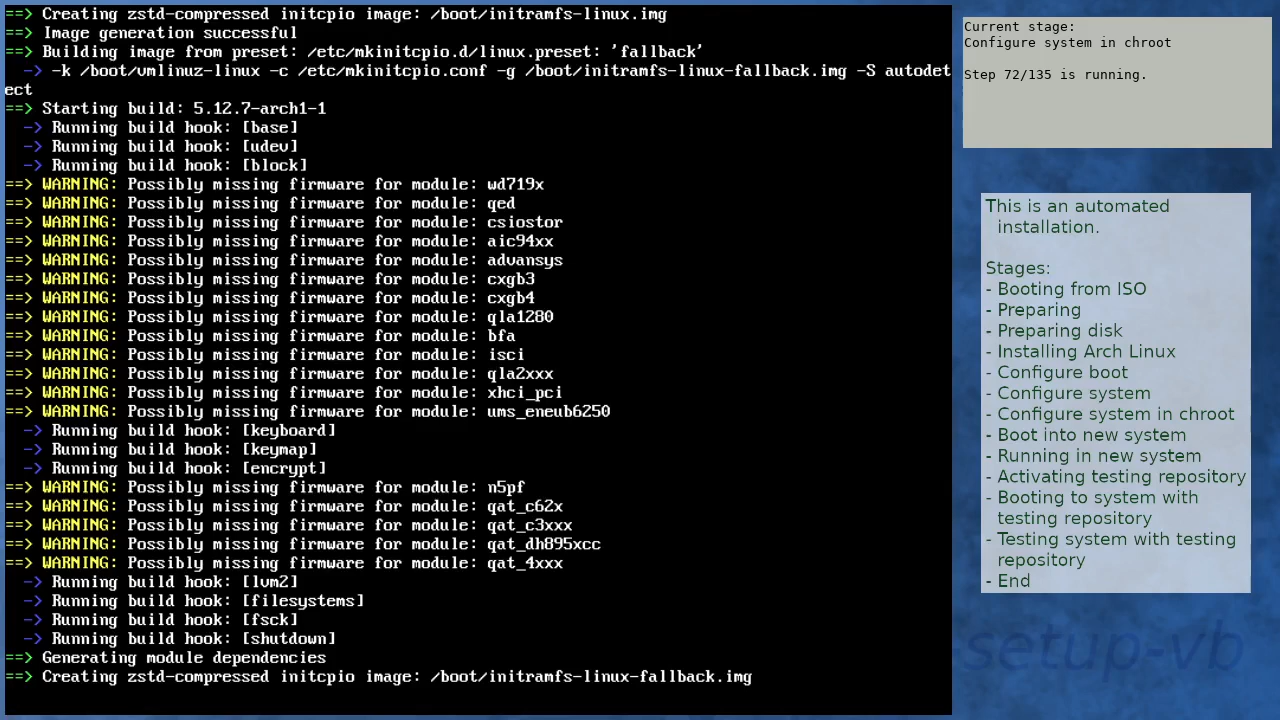 ==> Creating zstd-compressed initcpio image: /boot/initramfs-linux.img
==> Image generation successful
==> Building image from preset: /etc/mkinitcpio.d/linux.preset: 'fallback'
  -> -k /boot/vmlinuz-linux -c /etc/mkinitcpio.conf -g /boot/initramfs-linux-fallback.img -S autodet
ect
==> Starting build: 5.12.7-arch1-1
  -> Running build hook: [base]
  -> Running build hook: [udev]
  -> Running build hook: [block]
==> WARNING: Possibly missing firmware for module: wd719x
==> WARNING: Possibly missing firmware for module: qed
==> WARNING: Possibly missing firmware for module: csiostor
==> WARNING: Possibly missing firmware for module: aic94xx
==> WARNING: Possibly missing firmware for module: advansys
==> WARNING: Possibly missing firmware for module: cxgb3
==> WARNING: Possibly missing firmware for module: cxgb4
==> WARNING: Possibly missing firmware for module: qla1280
==> WARNING: Possibly missing firmware for module: bfa
==> WARNING: Possibly missing firmware for module: isci
==> WARNING: Possibly missing firmware for module: qla2xxx
==> WARNING: Possibly missing firmware for module: xhci_pci
==> WARNING: Possibly missing firmware for module: ums_eneub6250
  -> Running build hook: [keyboard]
  -> Running build hook: [keymap]
  -> Running build hook: [encrypt]
==> WARNING: Possibly missing firmware for module: n5pf
==> WARNING: Possibly missing firmware for module: qat_c62x
==> WARNING: Possibly missing firmware for module: qat_c3xxx
==> WARNING: Possibly missing firmware for module: qat_dh895xcc
==> WARNING: Possibly missing firmware for module: qat_4xxx
  -> Running build hook: [lvm2]
  -> Running build hook: [filesystems]
  -> Running build hook: [fsck]
  -> Running build hook: [shutdown]
==> Generating module dependencies
==> Creating zstd-compressed initcpio image: /boot/initramfs-linux-fallback.img
Current stage:
Configure system in chroot
Step 72/135 is running.
This is an automated
installation.
Stages:
- Booting from ISO
- Preparing
- Preparing disk
- Installing Arch Linux
- Configure boot
- Configure system
- Configure system in chroot
- Boot into new system
- Running in new system
- Activating testing repository
- Booting to system with
testing repository
- Testing system with testing
repository
- End
setup-vb